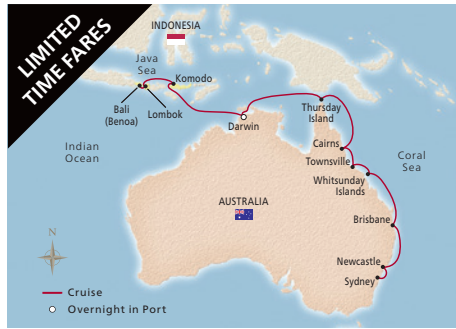 LIMITED
TIME FARES
INDONESIA
Java
Sea
Komodo
Bali
(Benoa)
Lombok
Darwin
Thursday
Island
Indian
Ocean
Cairns
Townsville
Coral
Sea
Whitsunday
Islands
AUSTRALIA
Brisbane
N
Newcastle
Sydney
Cruise
Overnight in Port